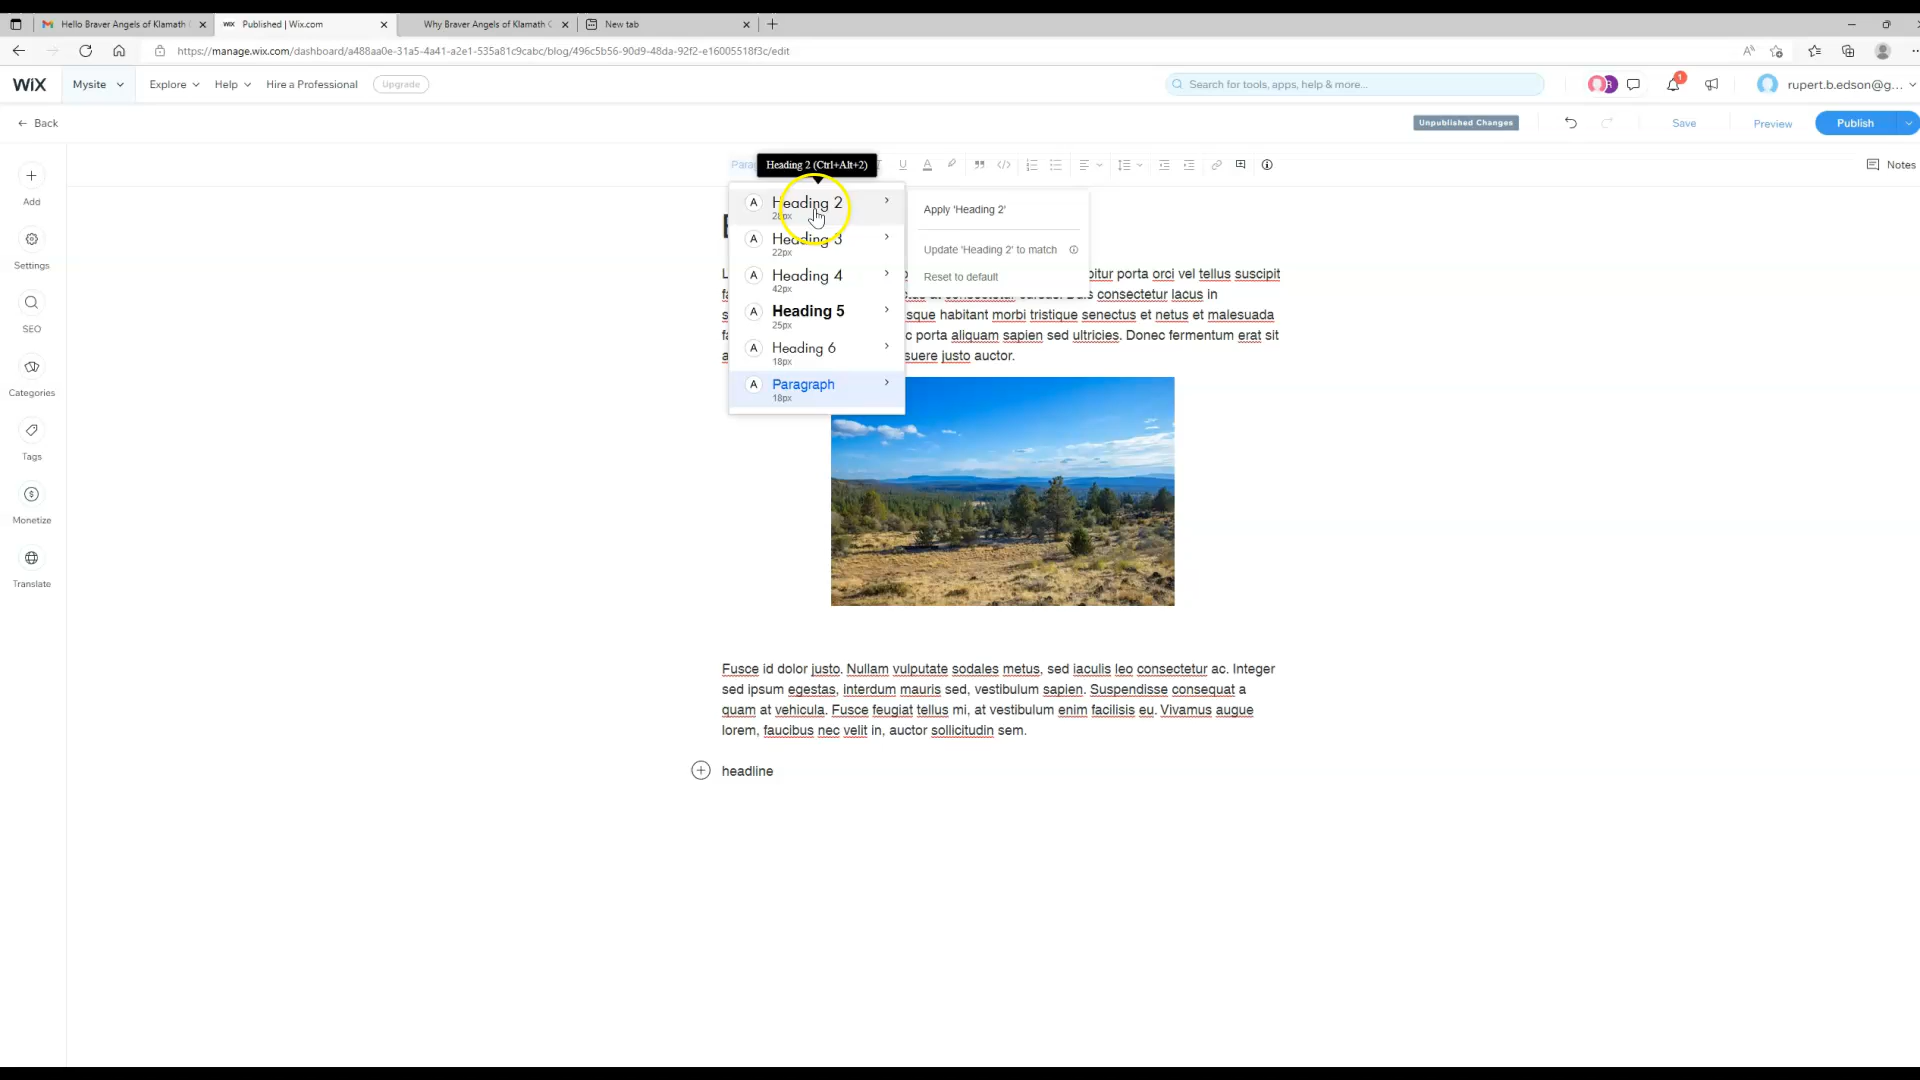 Hello Braver Angels of Klamath
Published | Wix.com
Why Braver Angels of Klamath C
New tab
https://manage.wix.com/dashboard/a488aa0e-31a5-4a41-a2e1-535a81c9cabc/blog/496c5b56-90d9-48da-92f2-e16005518f3c/edit
WiX
Mysite
Explore
Help
Hire a Professional
Upgrade
Search for tools, apps, help & more...
R
1
rupert.b.edson@g...
Back
Unpublished Changes
Save
Preview
Publish
Para
Heading 2 (Ctrl+Alt+2)
Notes
Add
Settings
SEO
Categories
Tags
Monetize
Translate
A Heading 2
28px
A Heading 3
22px
A Heading 4
42px
A Heading 5
25px
A Heading 6
18px
A Paragraph
18px
Apply 'Heading 2'
Update 'Heading 2' to match
Reset to default
porta orci vel tellus suscipit
consectetur lacus in
habitant morbi tristique senectus et netus et malesuada
porta aliquam sapien sed ultricies. Donec fermentum erat sit
justo auctor.
Fusce id dolor justo. Nullam vulputate sodales metus, sed iaculis leo consectetur ac. Integer
sed ipsum egestas, interdum mauris sed, vestibulum sapien. Suspendisse consequat a
quam at vehicula. Fusce feugiat tellus mi, at vestibulum enim facilisis eu. Vivamus augue
lorem, faucibus nec velit in, auctor sollicitudin sem.
headline